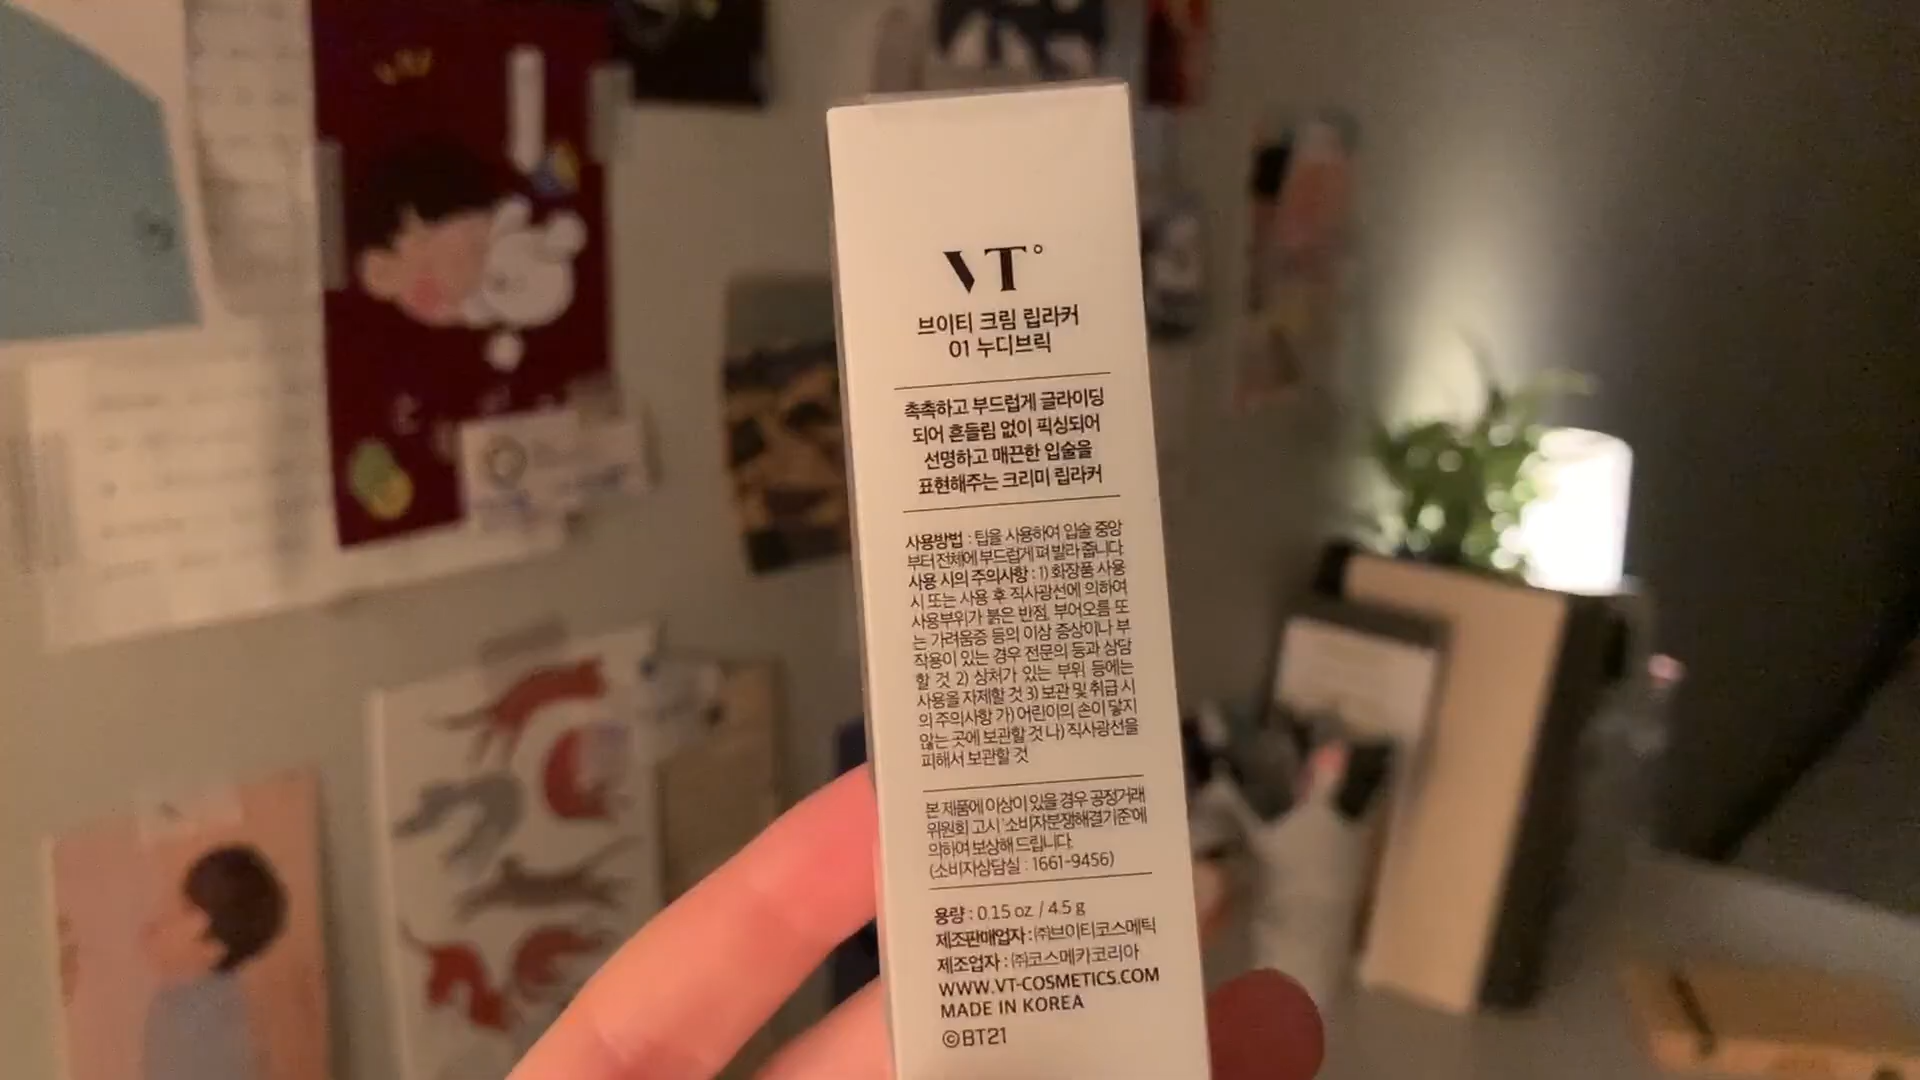 VT
브이티 크림 립라커
01 누디브릭
촉촉하고 부드럽게 글라이딩
되어 흔들림 없이 픽싱되어
선명하고 매끈한 입술을
표현해주는 크리미 립라커
사용방법 : 팁을 사용하여 입술 중앙
부터 전체에 부드럽게 펴 발라 줍니다.
사용 시의 주의사항 : 1) 화장품 사용
시 또는 사용 후 직사광선에 의하여
사용부위가 붉은 반점, 부어오름 또
는 가려움증 등의 이상 증상이나 부
작용이 있는 경우 전문의 등과 상담
할 것 2) 상처가 있는 부위 등에는
사용을 자제할 것 3) 보관 및 취급 시
의 주의사항 가) 어린이의 손이 닿지
않는 곳에 보관할 것 나) 직사광선을
피해서 보관할 것
본 제품에 이상이 있을 경우 공정거래
위원회 고시 '소비자분쟁해결기준'에
의하여 보상해 드립니다.
(소비자상담실 : 1661-9456)
용량 : 0.15 oz. / 4.5 g
제조판매업자 : ㈜브이티코스메틱
제조업자 : ㈜코스메카코리아
WWW.VT-COSMETICS.COM
MADE IN KOREA
©BT21